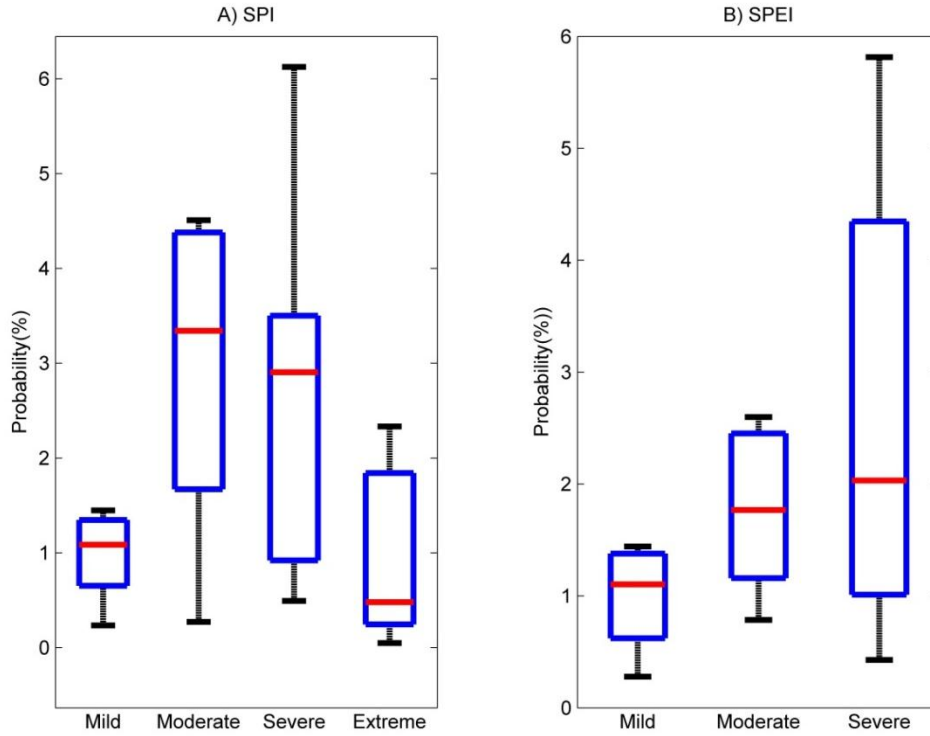 A) SPI
Probability(%)
6
5
4
3
2
1
0
Mild Moderate Severe Extreme
B) SPEI
Probability(%))
6
5
4
3
2
1
0
Mild Moderate Severe